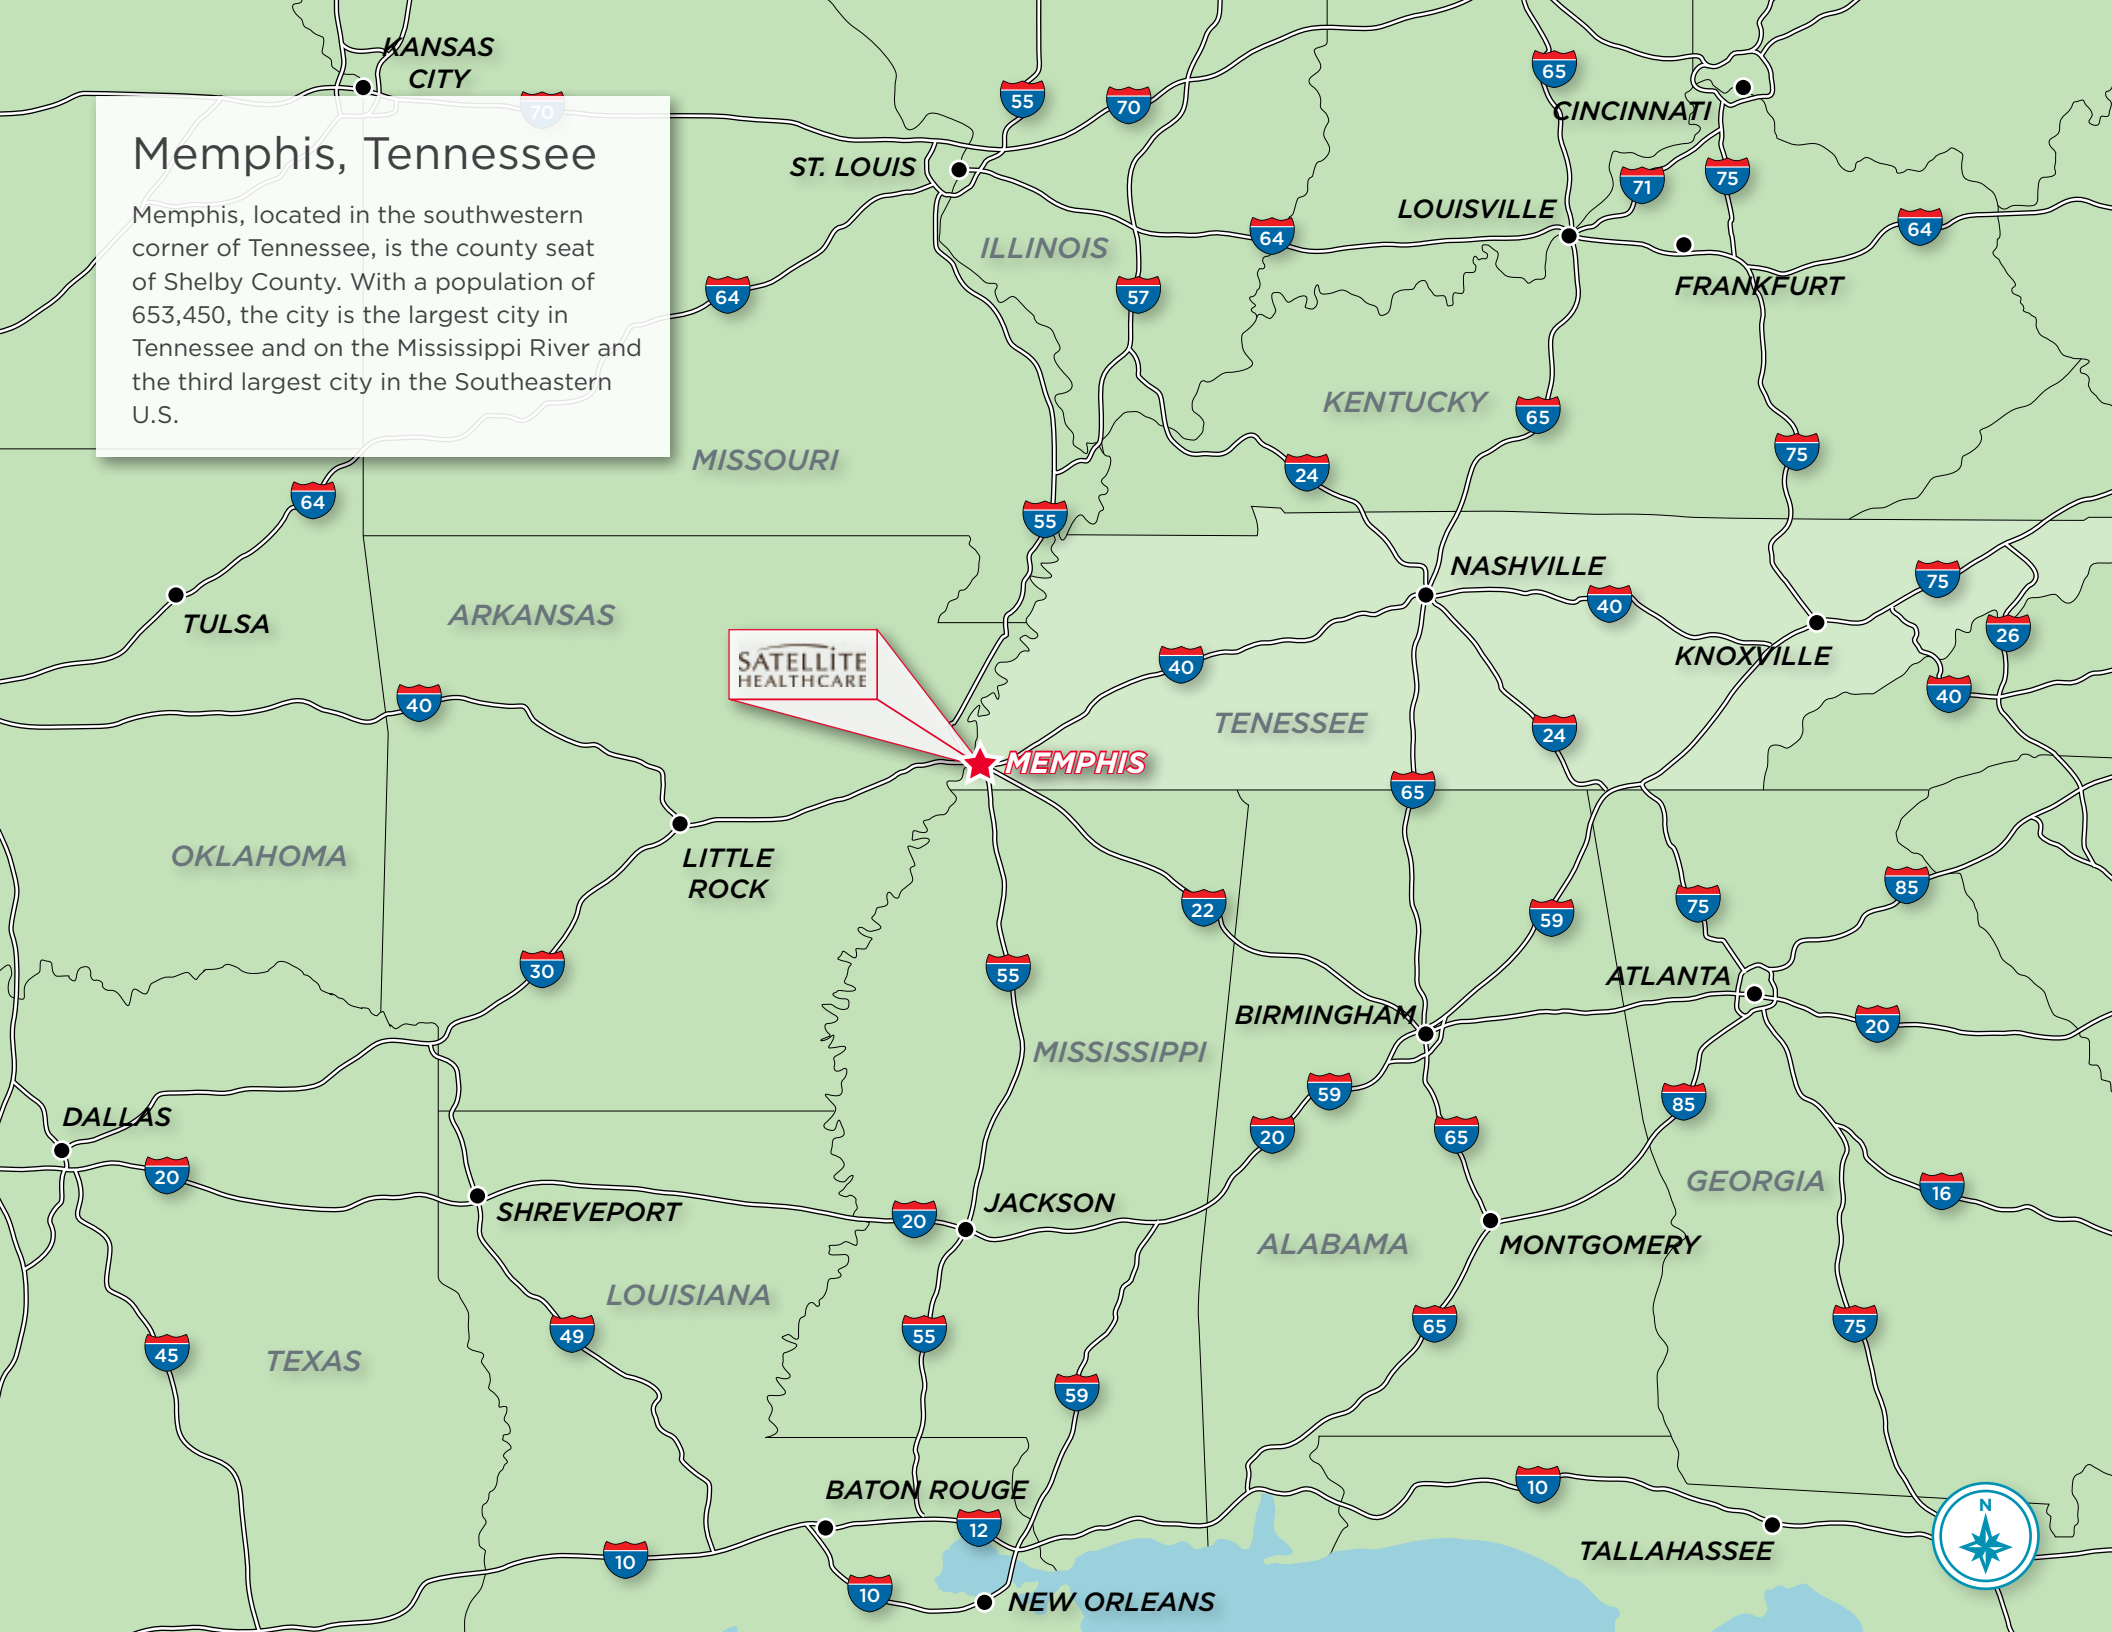 KANSAS
CITY
70
55
70
65
CINCINNATI
Memphis, Tennessee
Memphis, located in the southwestern
corner of Tennessee, is the county seat
of Shelby County. With a population of
653,450, the city is the largest city in
Tennessee and on the Mississippi River and
the third largest city in the Southeastern
U.S.
ST. LOUIS
71
75
LOUISVILLE
64
64
ILLINOIS
64
57
FRANKFURT
KENTUCKY
65
75
MISSOURI
24
64
55
NASHVILLE
75
40
TULSA
ARKANSAS
26
SATELLITE
HEALTHCARE
40
KNOXVILLE
40
40
TENESSEE
24
MEMPHIS
65
OKLAHOMA
LITTLE
ROCK
22
59
75
85
30
55
ATLANTA
BIRMINGHAM
20
MISSISSIPPI
59
85
DALLAS
20
65
20
GEORGIA
16
SHREVEPORT
20
JACKSON
ALABAMA
MONTGOMERY
LOUISIANA
49
55
65
75
45
TEXAS
59
BATON ROUGE
10
N
12
TALLAHASSEE
10
10
NEW ORLEANS